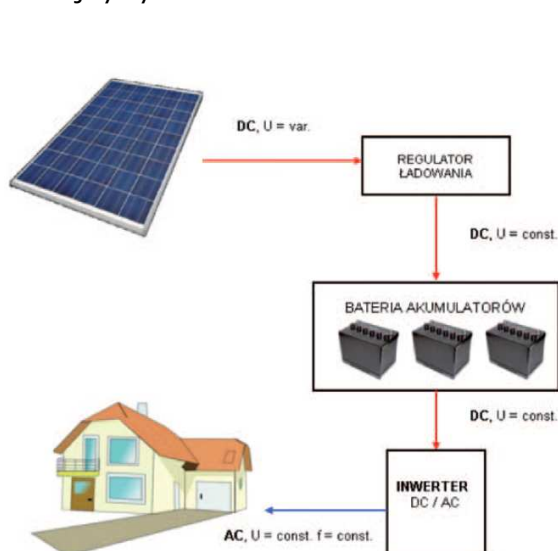 DC, U = var.
REGULATOR
ŁADOWANIA
DC, U = const.
BATERIA AKUMULATORÓW
DC, U = const.
INWERTER
DC / AC
AC, U = const. f = const.